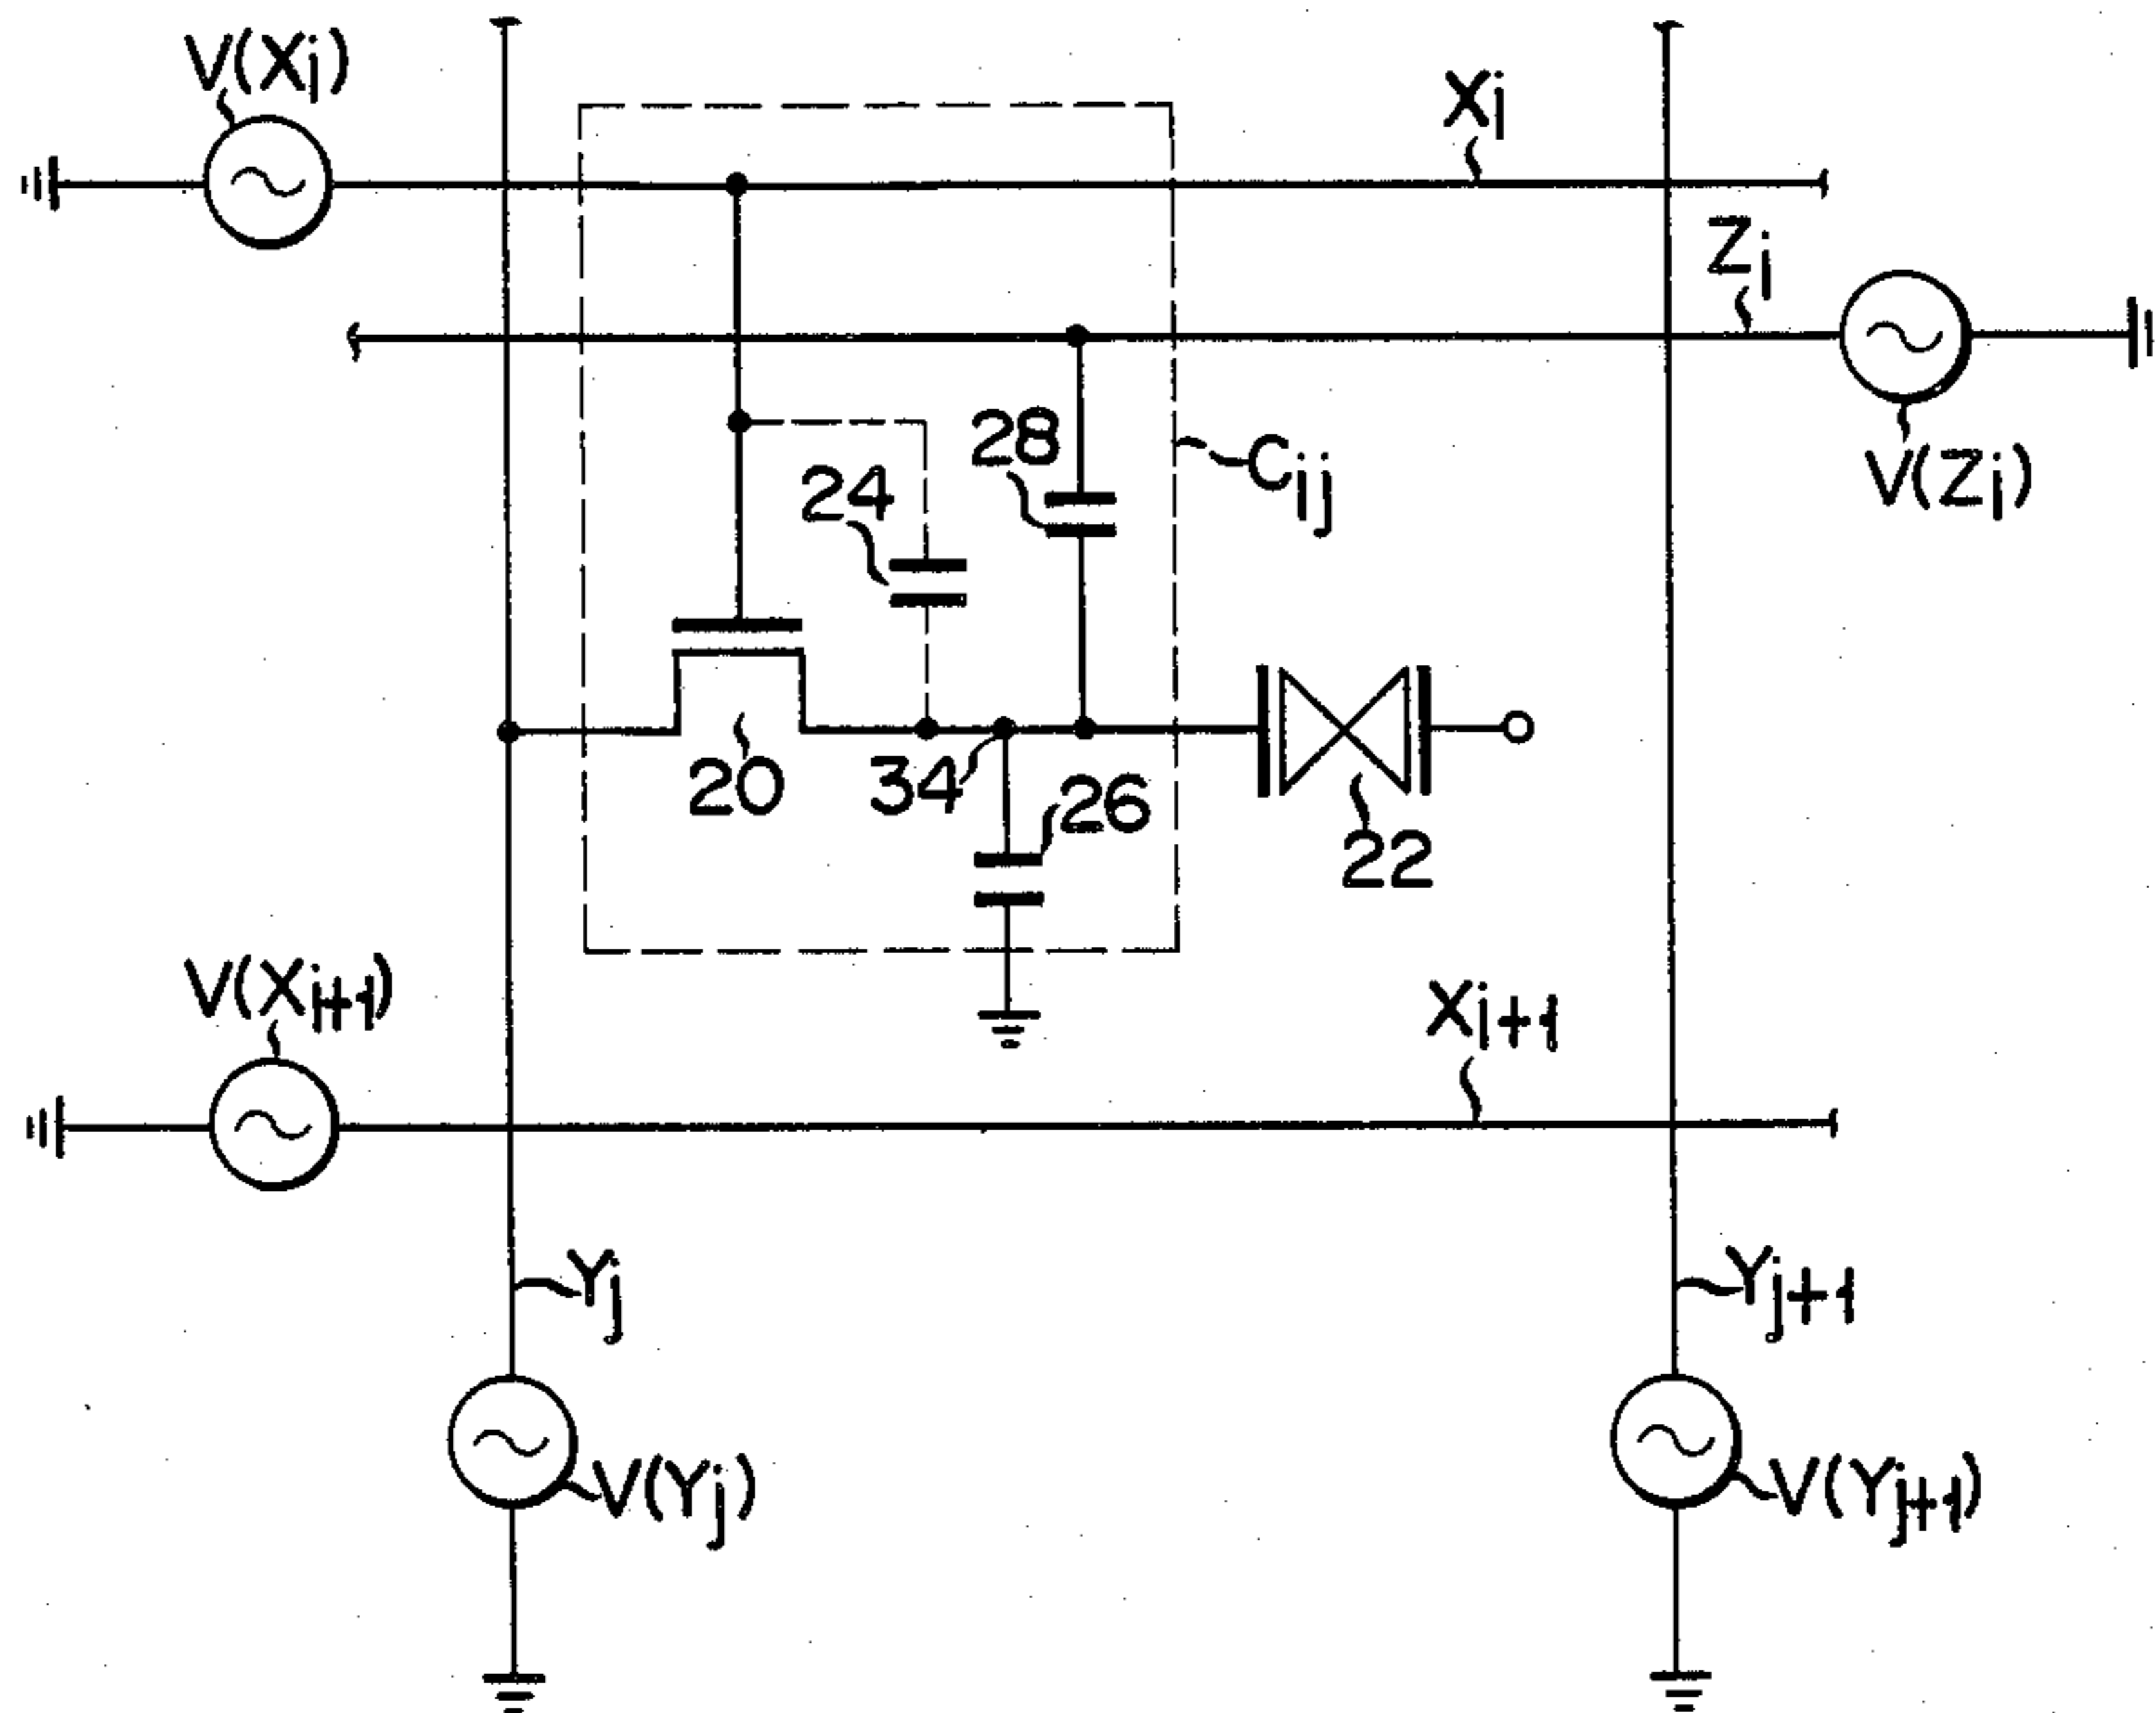 V(Xi)
Xi
Zi
28
Cij
V(Zi)
24
20
34
26
22
V(Xi+1)
Xi+1
Yj
Yj+1
V(Yj)
V(Yj+1)